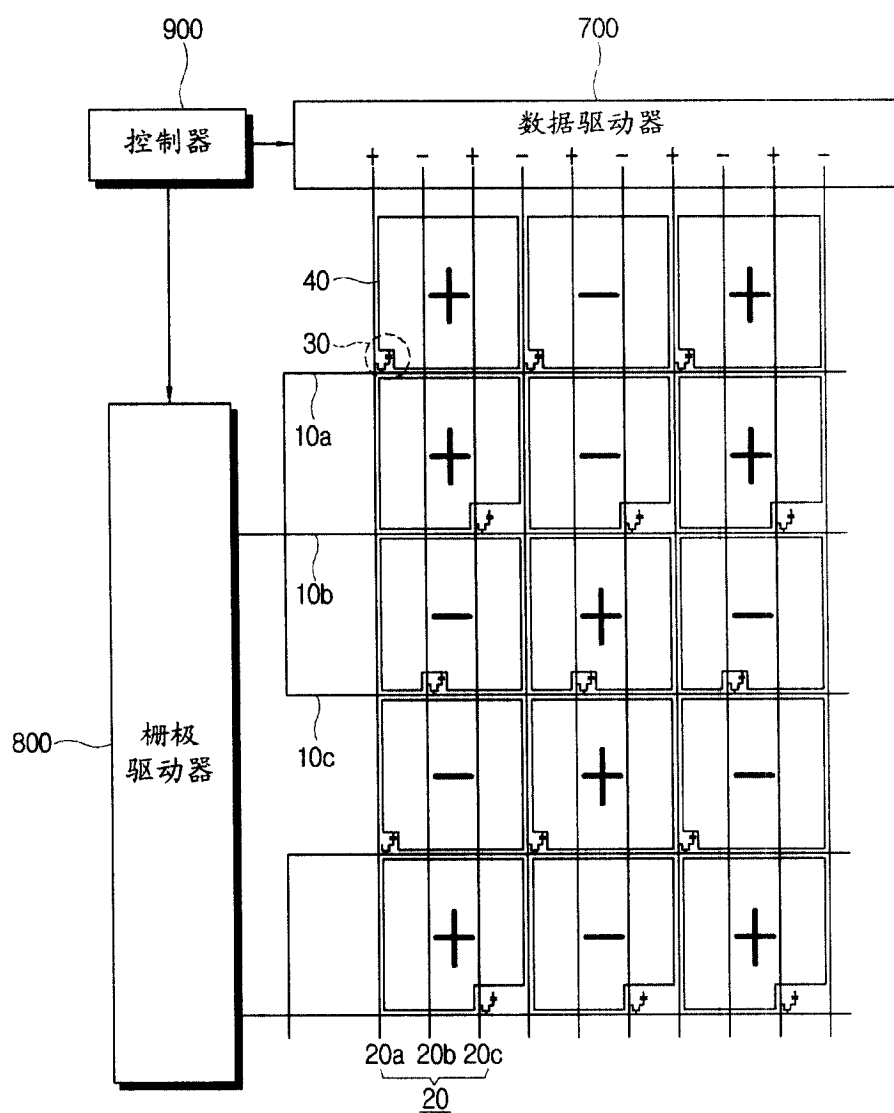 900
700
控制器
数据驱动器
+ - + - + - + - + -
40
+ - +
30
10a
+ - +
10b
- + -
800
栅极
驱动器
10c
- + -
+ - +
20a 20b 20c
20